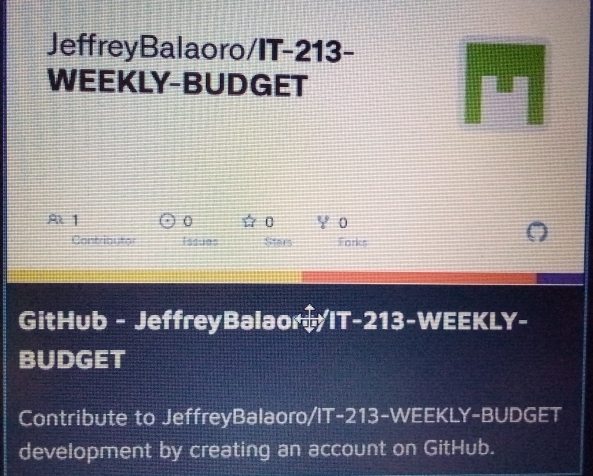 JeffreyBalaoro/IT-213-
WEEKLY-BUDGET
1
Contributor
0
Issues
0
Stars
0
Forks
GitHub - JeffreyBalaoro/IT-213-WEEKLY-
BUDGET
Contribute to JeffreyBalaoro/IT-213-WEEKLY-BUDGET
development by creating an account on GitHub.